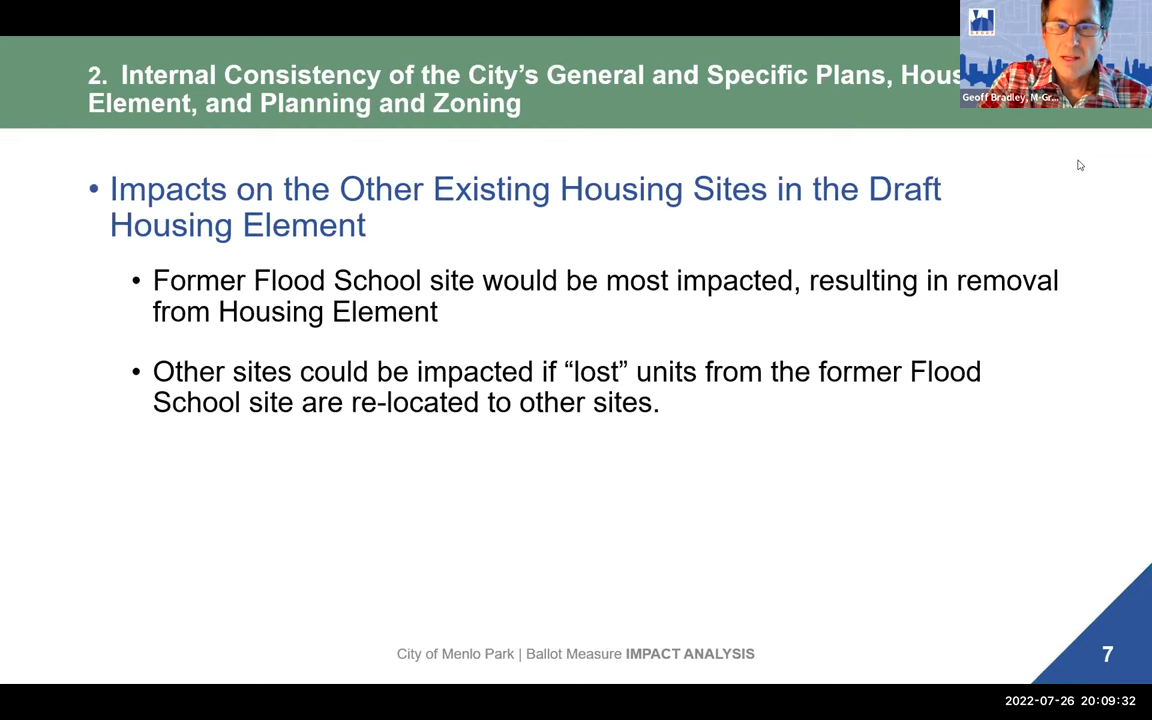 2. Internal Consistency of the City’s General and Specific Plans, Hous
Element, and Planning and Zoning
Geoff Bradley, M-Gr...
• Impacts on the Other Existing Housing Sites in the Draft
Housing Element
• Former Flood School site would be most impacted, resulting in removal
from Housing Element
• Other sites could be impacted if “lost” units from the former Flood
School site are re-located to other sites.
City of Menlo Park | Ballot Measure IMPACT ANALYSIS
7
2022-07-26 20:09:32